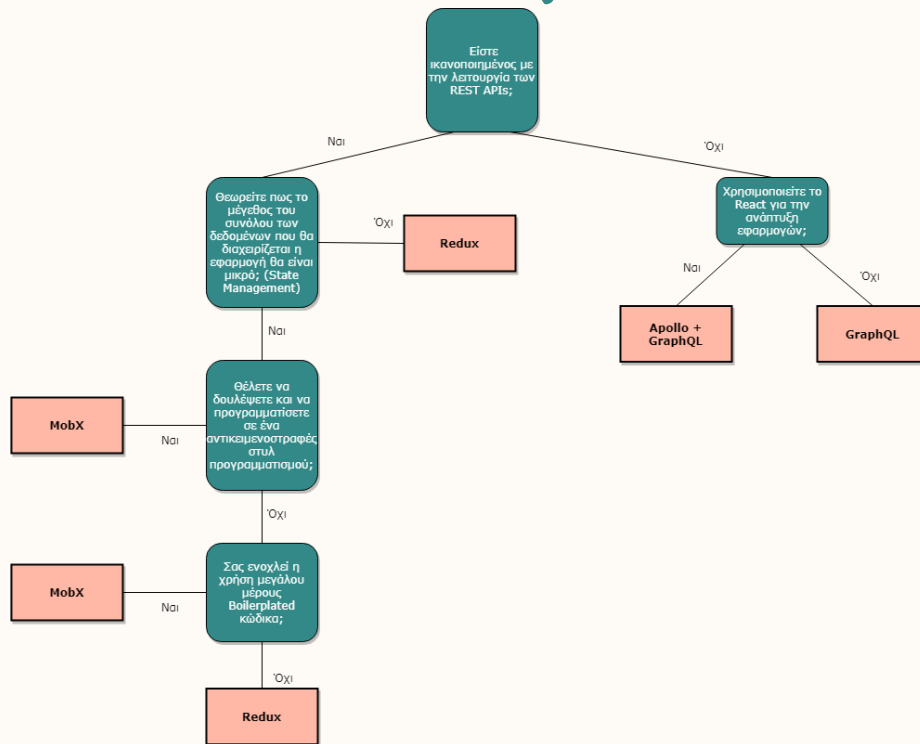 Είστε
ικανοποιημένος με
την λειτουργία των
REST APIs;
Ναι
Όχι
Θεωρείτε πως το
μέγεθος του
συνόλου των
δεδομένων που θα
διαχειρίζεται η
εφαρμογή θα είναι
μικρό; (State
Management)
Όχι
Redux
Χρησιμοποιείτε το
React για την
ανάπτυξη
εφαρμογών;
Ναι
Όχι
Apollo +
GraphQL
GraphQL
Ναι
Θέλετε να
δουλέψετε και να
προγραμματίσετε
σε ένα
αντικειμενοστραφές
στυλ
προγραμματισμού;
MobX
Ναι
Όχι
Σας ενοχλεί η
χρήση μεγάλου
μέρους
Boilerplated
κώδικα;
MobX
Ναι
Όχι
Redux